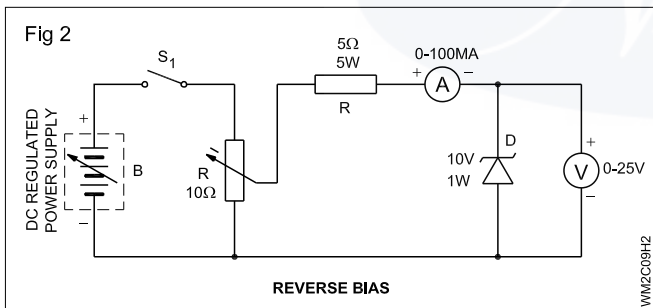 Fig 2
S1
5Ω
5W
R
0-100MA
+
A
–
DC REGULATED
POWER SUPPLY
+
B
–
R
10Ω
10V
1W
D
+
V
–
0-25V
REVERSE BIAS
WM2C09H2